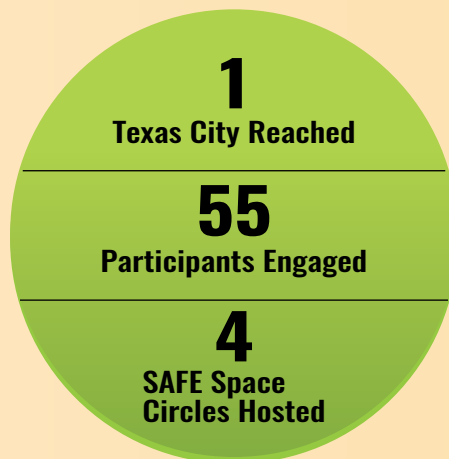 1
Texas City Reached
55
Participants Engaged
4
SAFE Space
Circles Hosted